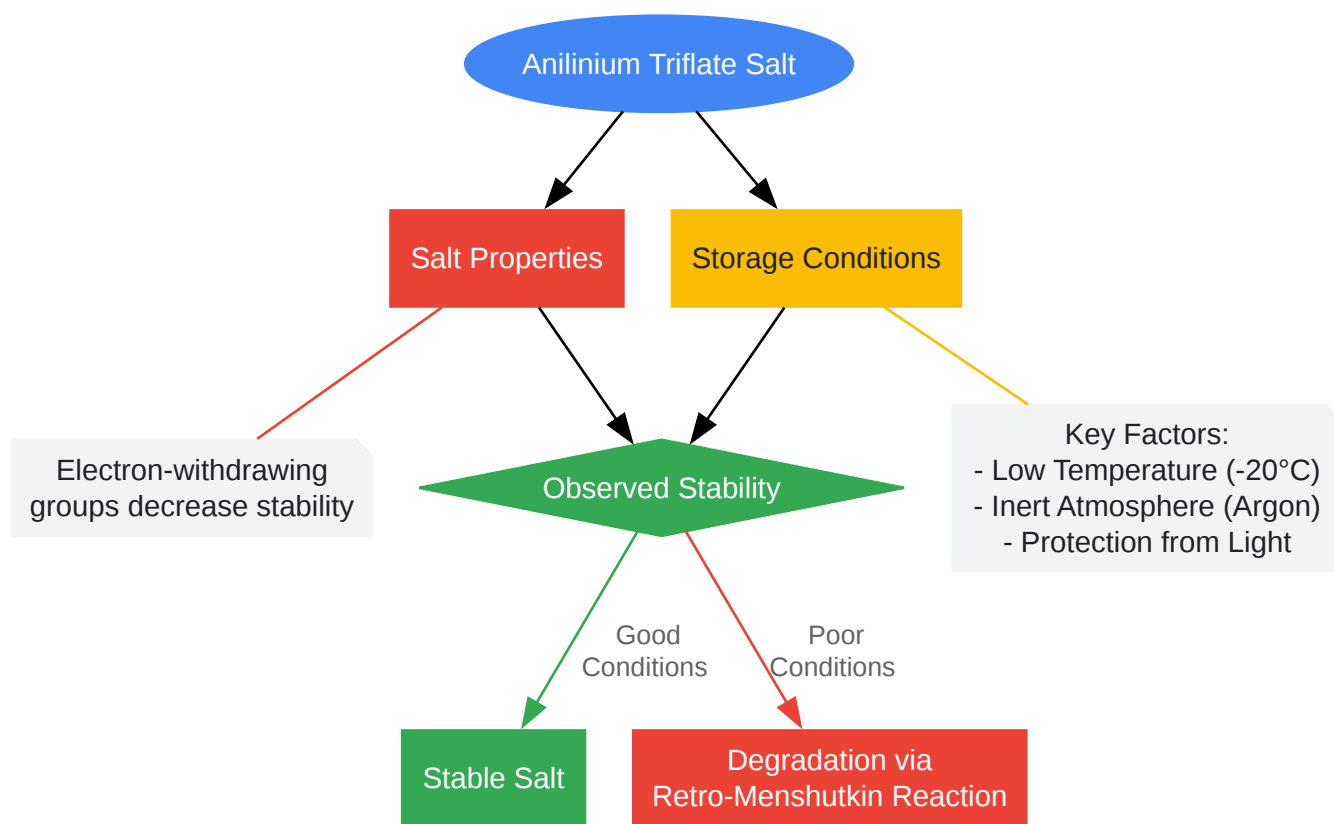 Anilinium Triflate Salt
Salt Properties
Storage Conditions
Electron-withdrawing
groups decrease stability
Observed Stability
Key Factors:
- Low Temperature (-20°C)
- Inert Atmosphere (Argon)
- Protection from Light
Good
Conditions
Poor
Conditions
Stable Salt
Degradation via
Retro-Menshutkin Reaction